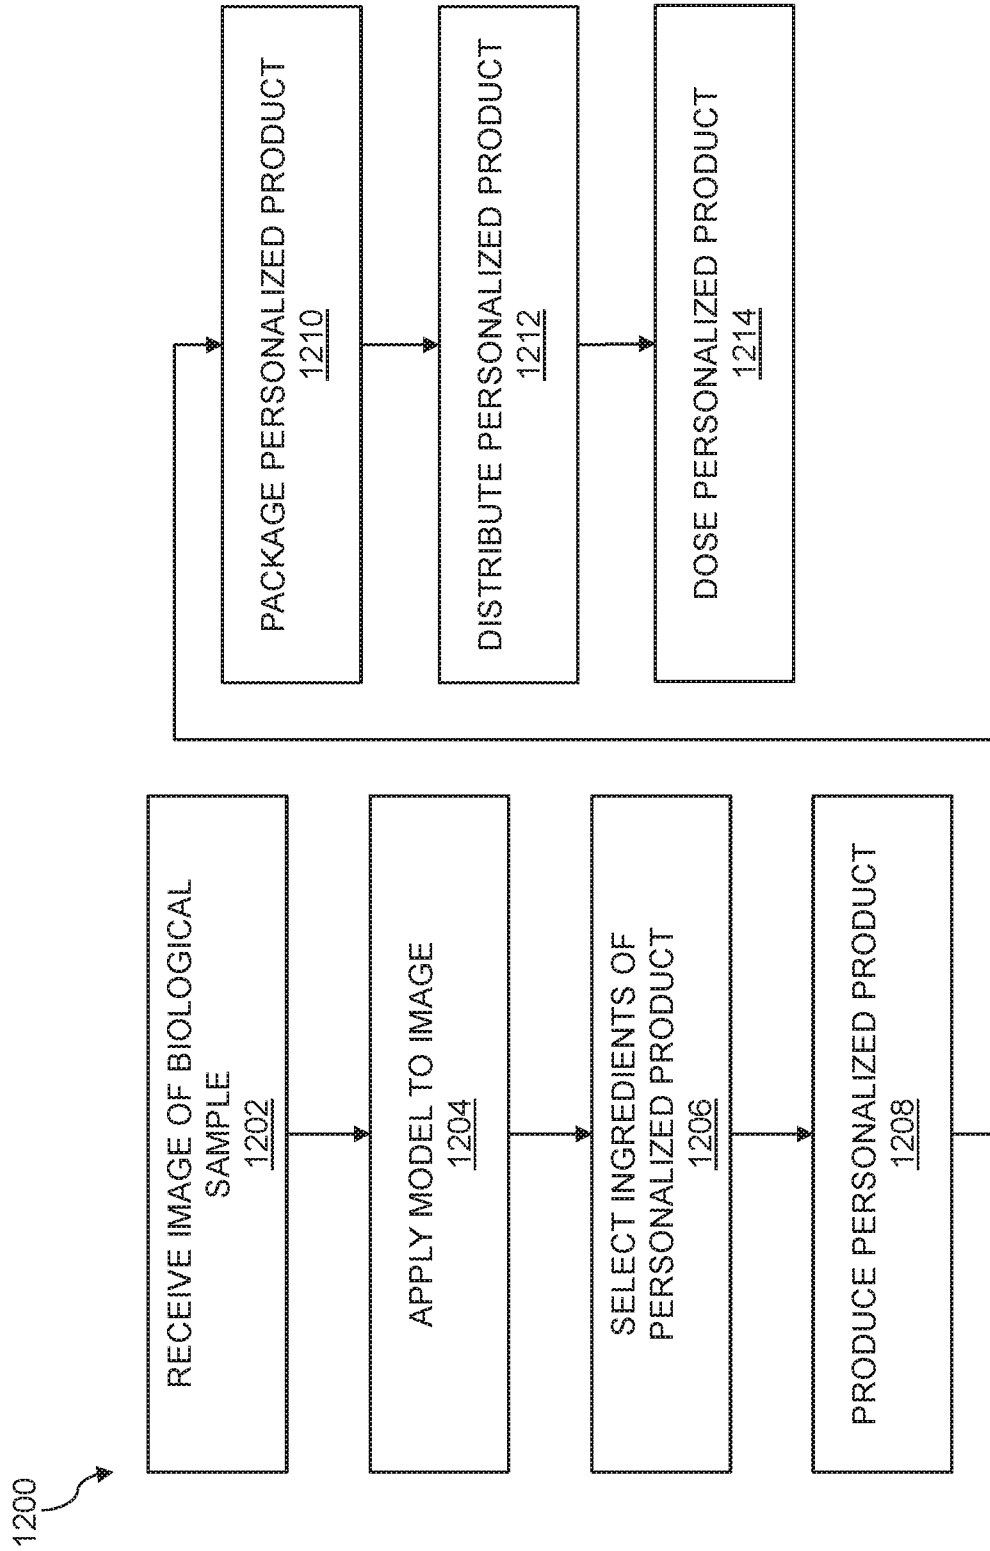 1200
RECEIVE IMAGE OF BIOLOGICAL
SAMPLE
1202
APPLY MODEL TO IMAGE
1204
SELECT INGREDIENTS OF
PERSONALIZED PRODUCT
1206
PRODUCE PERSONALIZED PRODUCT
1208
PACKAGE PERSONALIZED PRODUCT
1210
DISTRIBUTE PERSONALIZED PRODUCT
1212
DOSE PERSONALIZED PRODUCT
1214